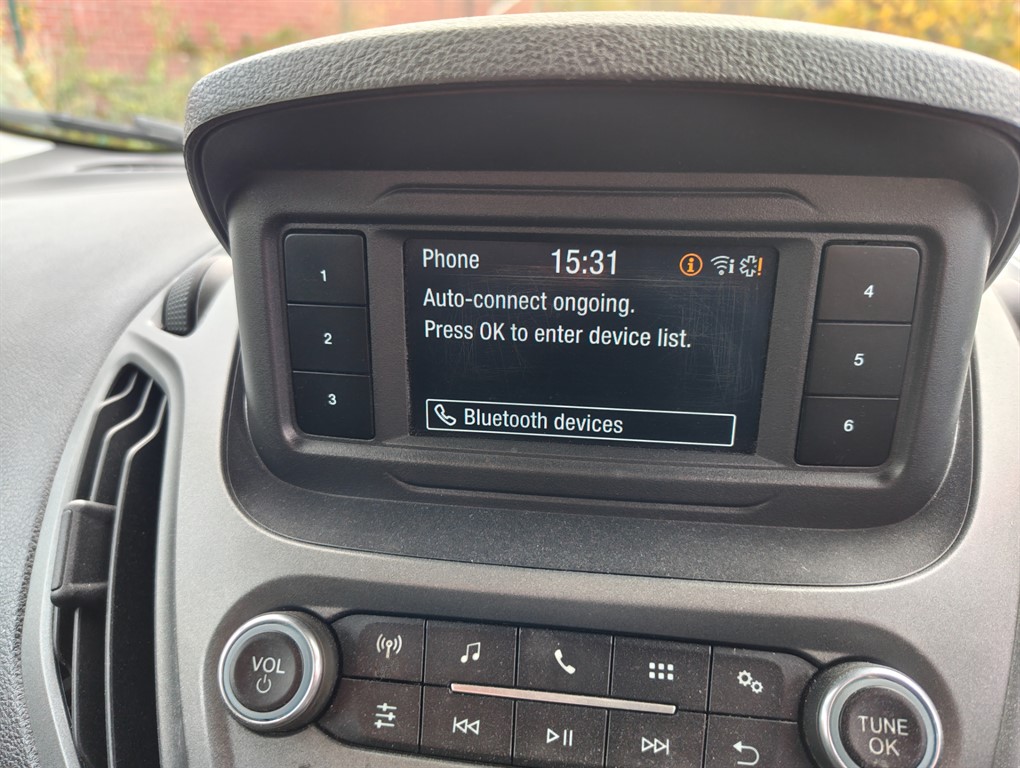 Phone 15:31
Auto-connect ongoing.
Press OK to enter device list.
Bluetooth devices
1
2
3
4
5
6
VOL
TUNE
OK